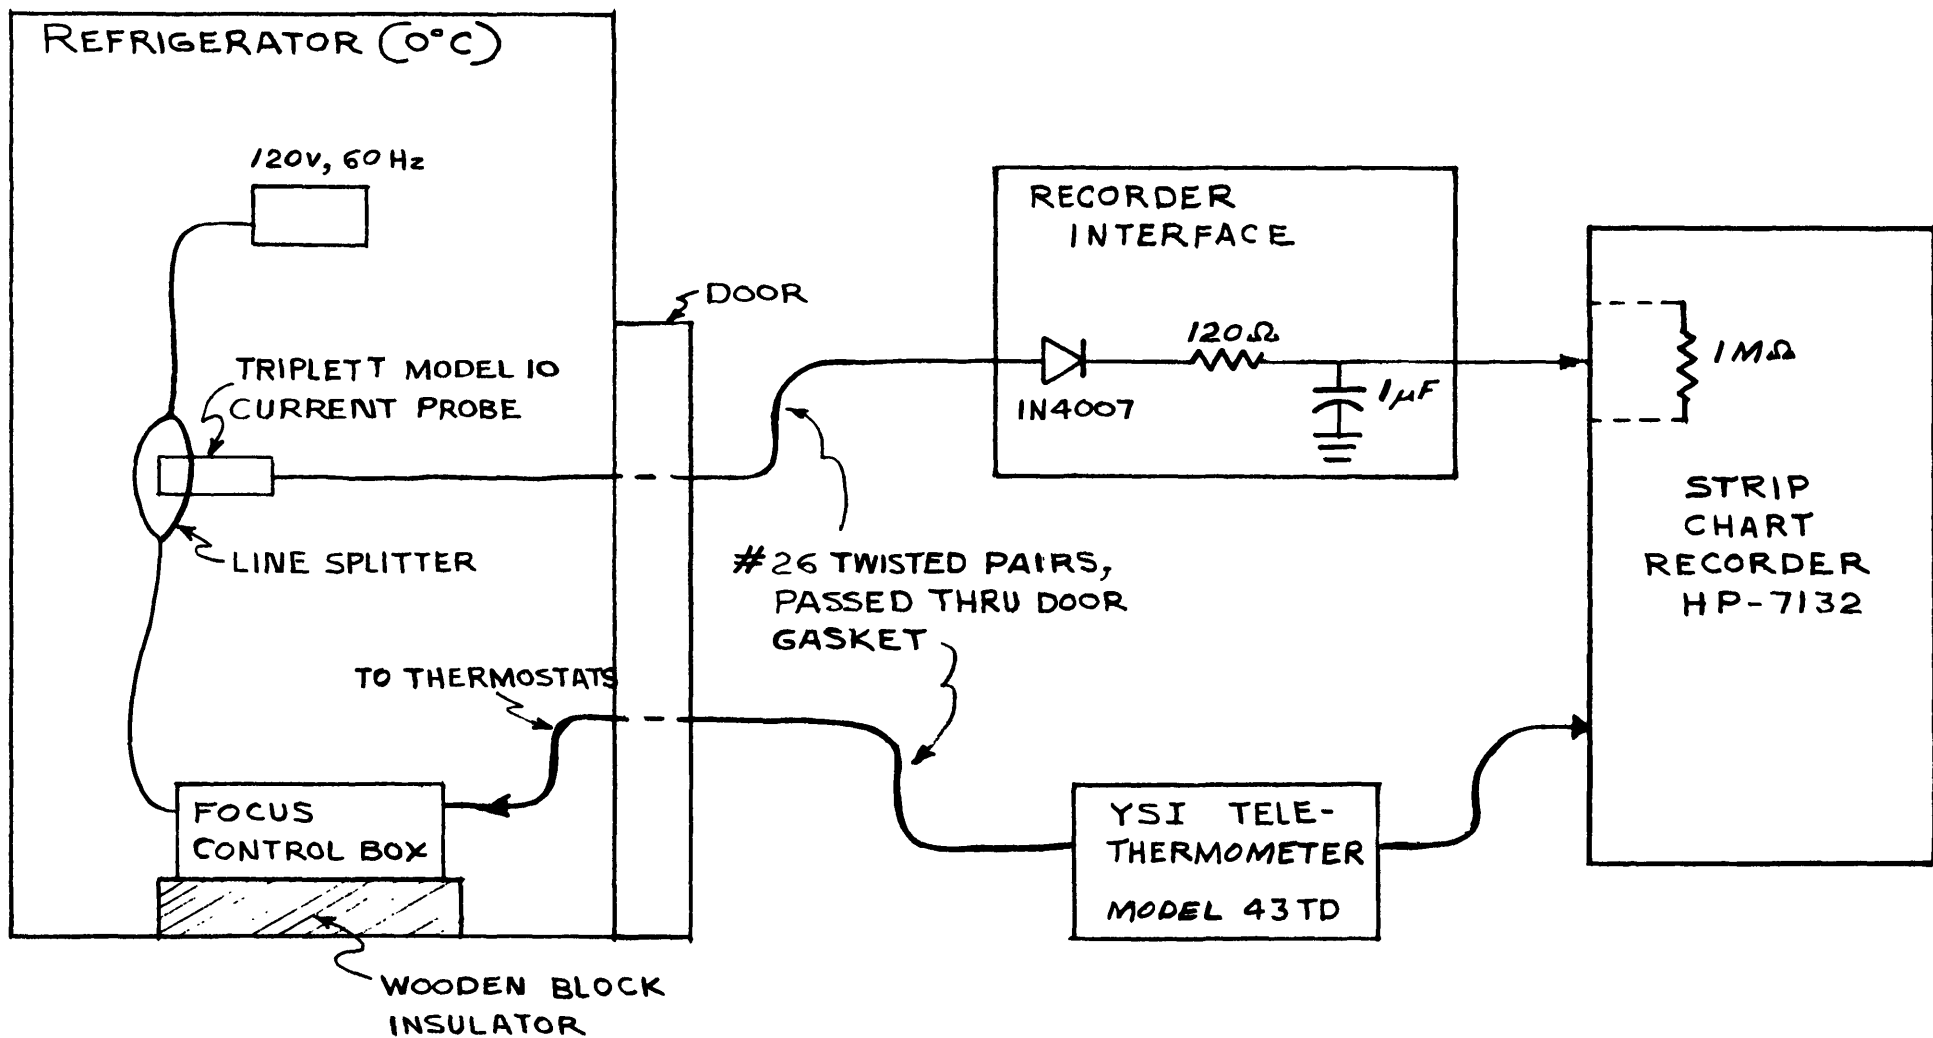 REFRIGERATOR (0°C)
120V, 60 Hz
RECORDER
INTERFACE
DOOR
120Ω
1MΩ
TRIPLETT MODEL 10
CURRENT PROBE
1N4007
1μF
STRIP
CHART
RECORDER
HP-7132
LINE SPLITTER
#26 TWISTED PAIRS,
PASSED THRU DOOR
GASKET
TO THERMOSTATS
FOCUS
CONTROL BOX
YSI TELE-
THERMOMETER
MODEL 43TD
WOODEN BLOCK
INSULATOR